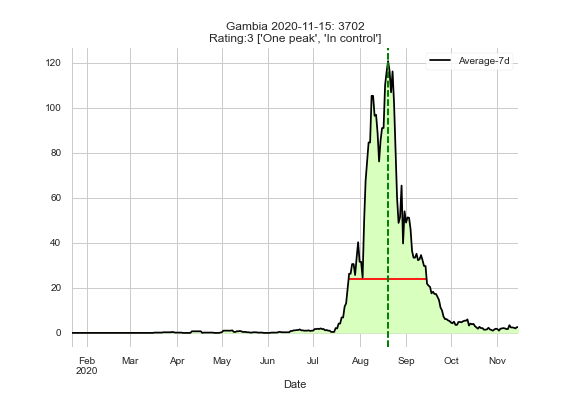 Gambia 2020-11-15: 3702
Rating:3 ['One peak', 'In control']
Average-7d
120
100
80
60
40
20
0
Feb Mar Apr May Jun Jul Aug Sep Oct Nov
2020
Date